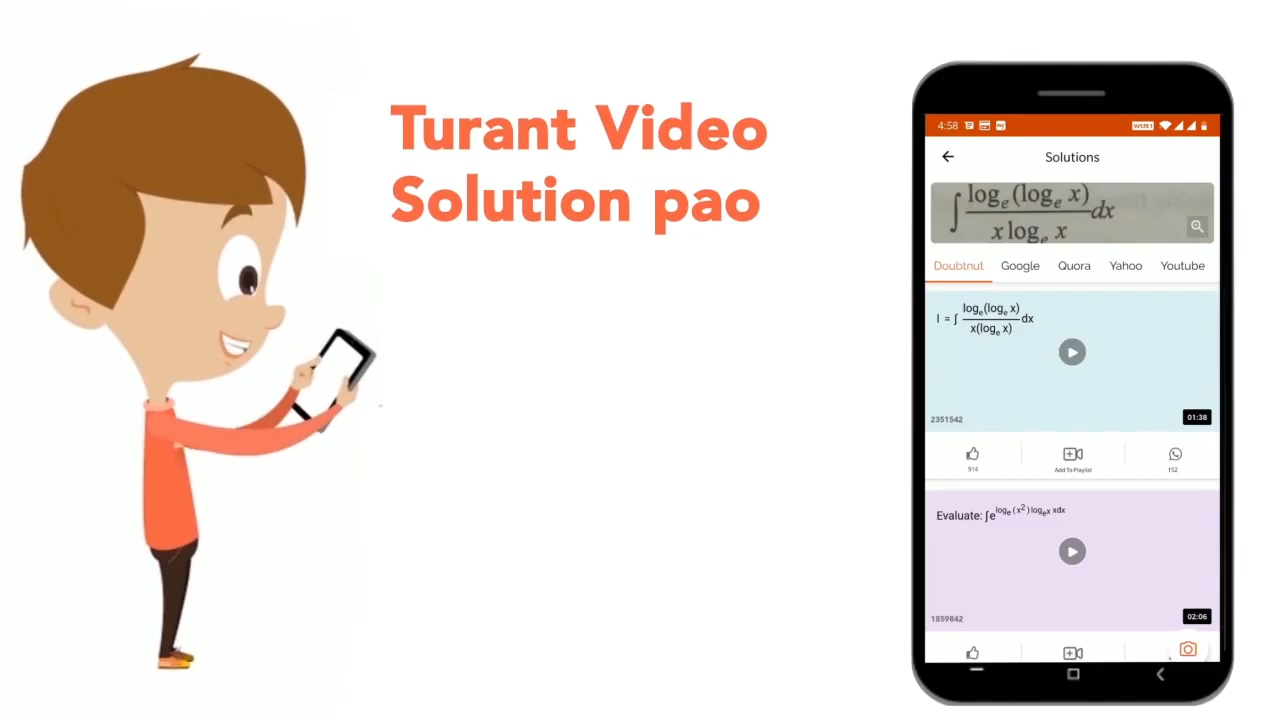 Turant Video
Solution pao
4:58
Solutions
∫ logₑ(logₑ x) / x logₑ x dx
Doubtnut Google Quora Yahoo Youtube
I = ∫ logₑ(logₑ x) / x(logₑ x) dx
2351542 01:38
914 Add To Playlist 152
Evaluate: ∫e^logₑ(x²)logₑx xdx
1859842 02:06